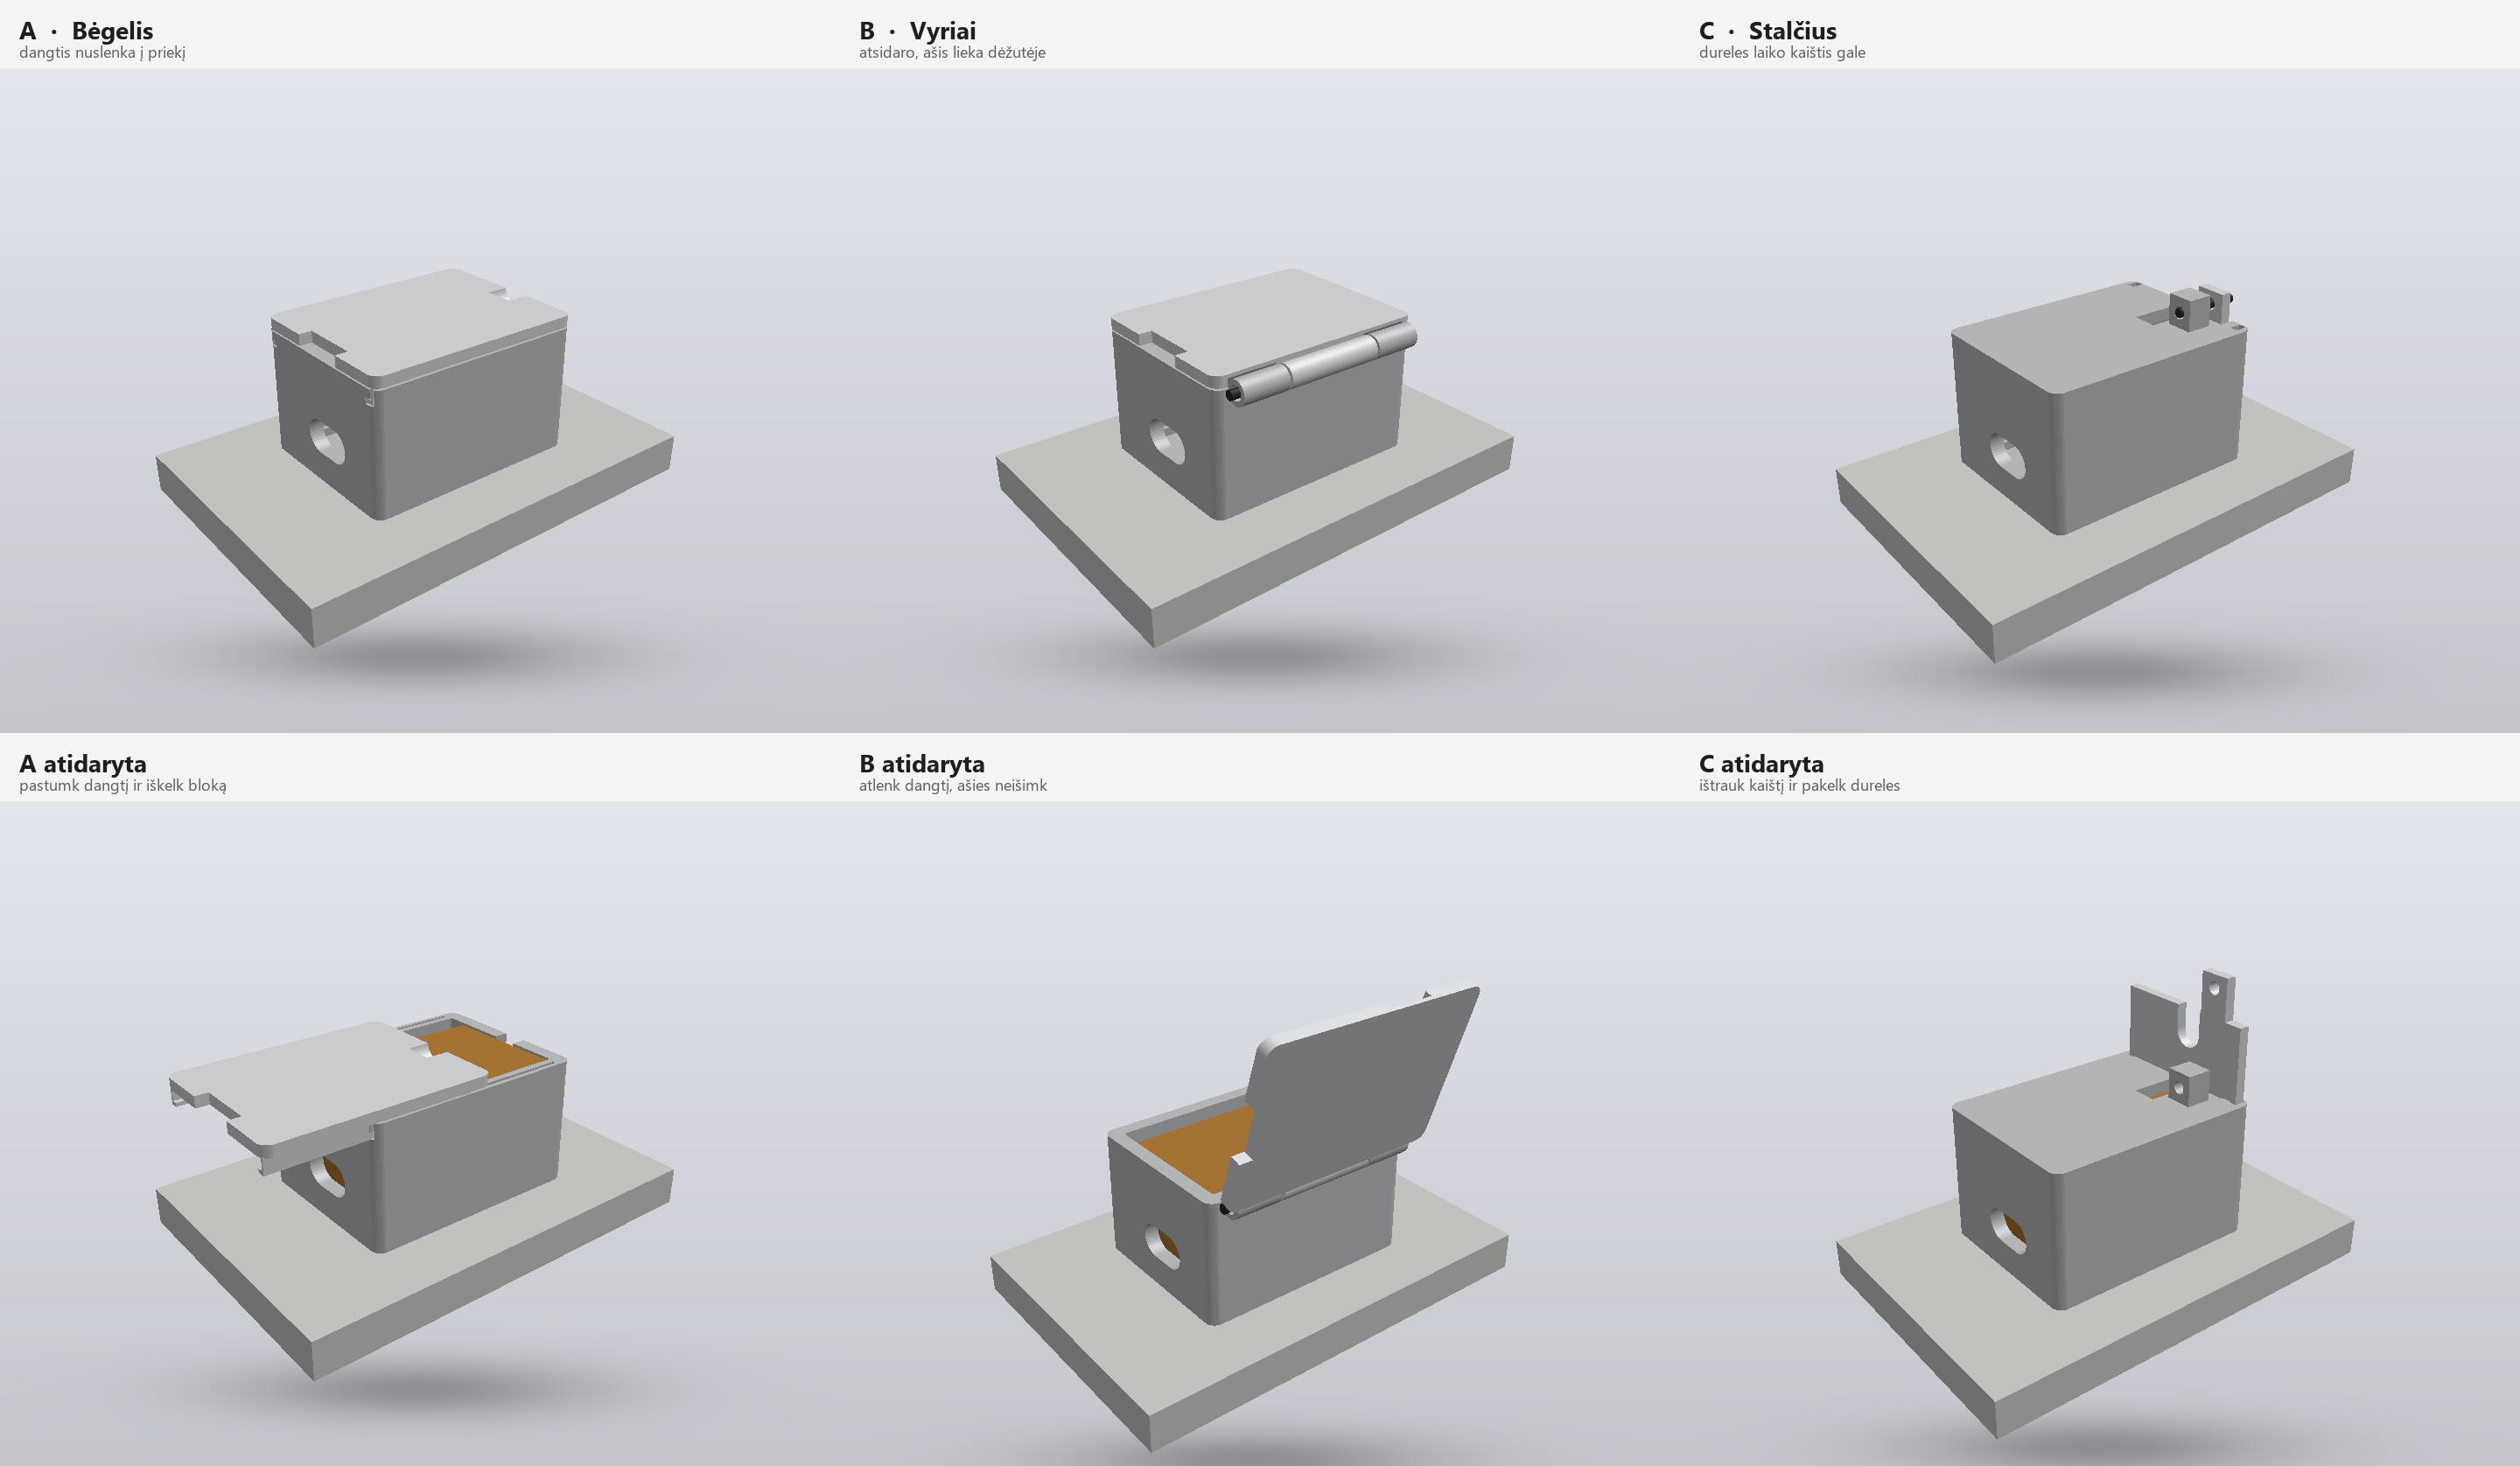 A · Bėgelis
dangtis nuslenka į priekį
B · Vyriai
atsidaro, ašis lieka dėžutėje
C · Stalčius
dureles laiko kaištis gale
A atidaryta
pastumk dangtį ir iškelk bloką
B atidaryta
atlenk dangtį, ašies neišimk
C atidaryta
ištrauk kaištį ir pakelk dureles